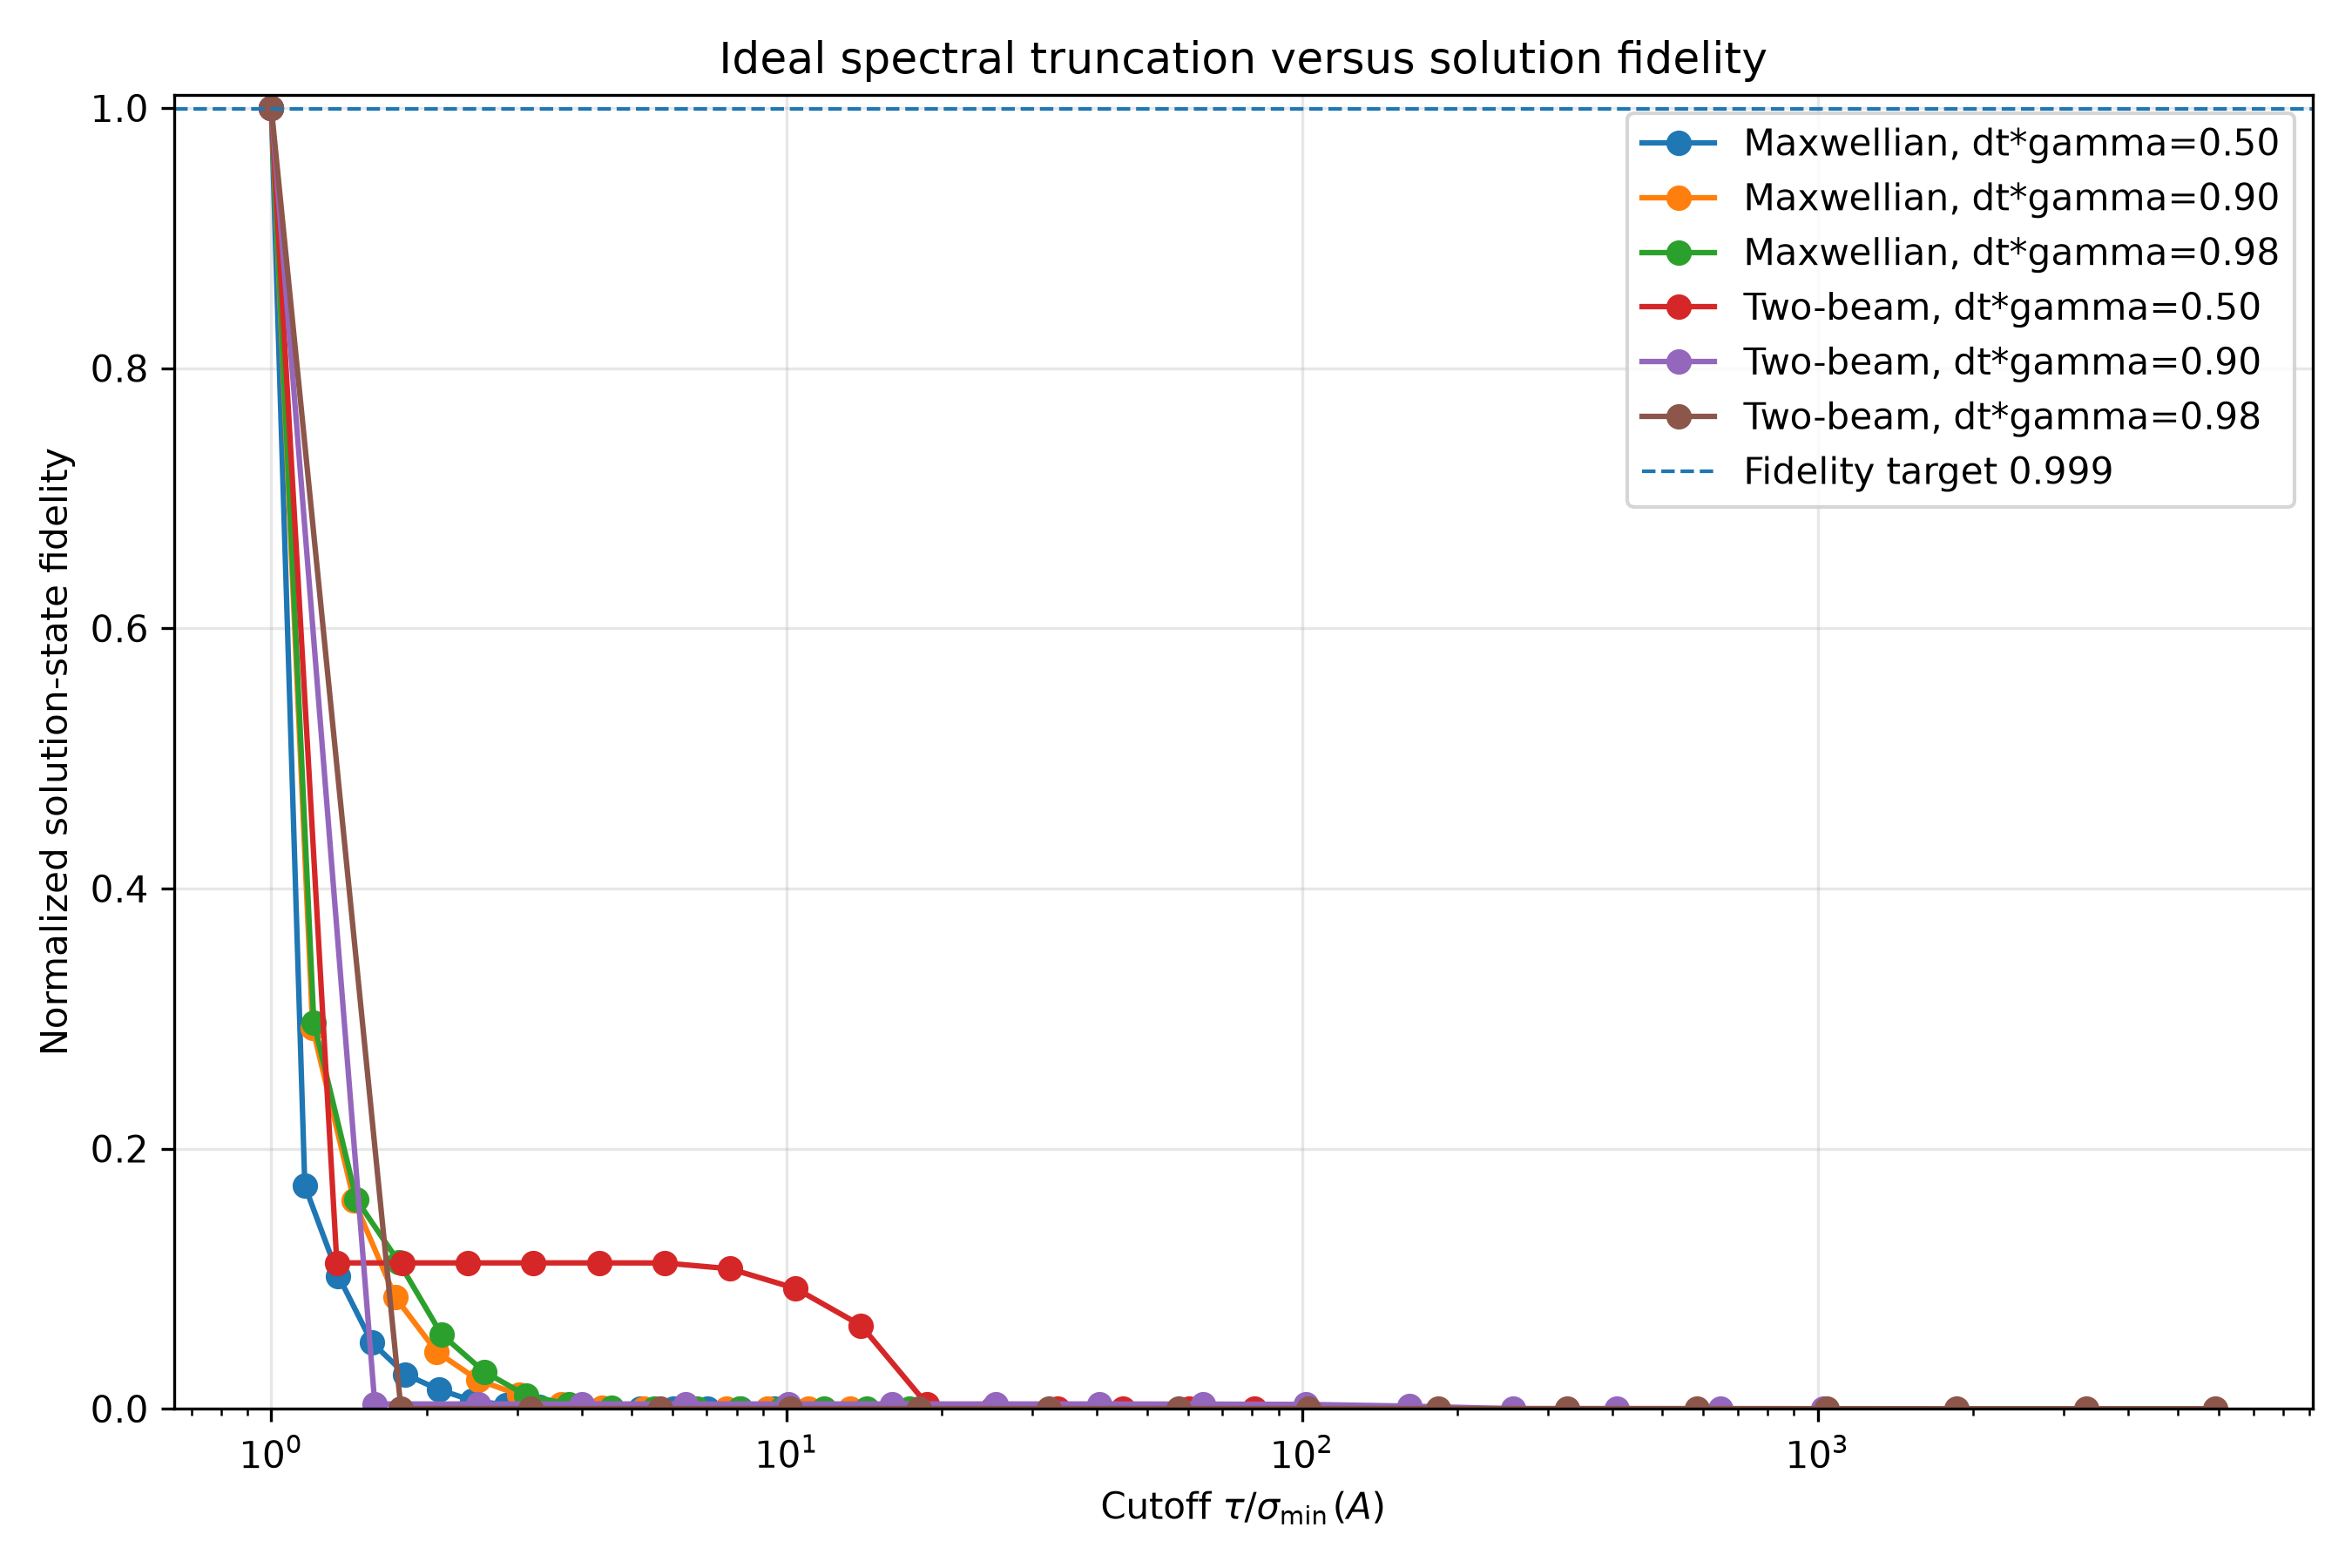 Ideal spectral truncation versus solution fidelity
Normalized solution-state fidelity
1.0
0.8
0.6
0.4
0.2
0.0
Maxwellian, dt*gamma=0.50
Maxwellian, dt*gamma=0.90
Maxwellian, dt*gamma=0.98
Two-beam, dt*gamma=0.50
Two-beam, dt*gamma=0.90
Two-beam, dt*gamma=0.98
Fidelity target 0.999
10⁰ 10¹ 10² 10³
Cutoff τ/σ_min(A)